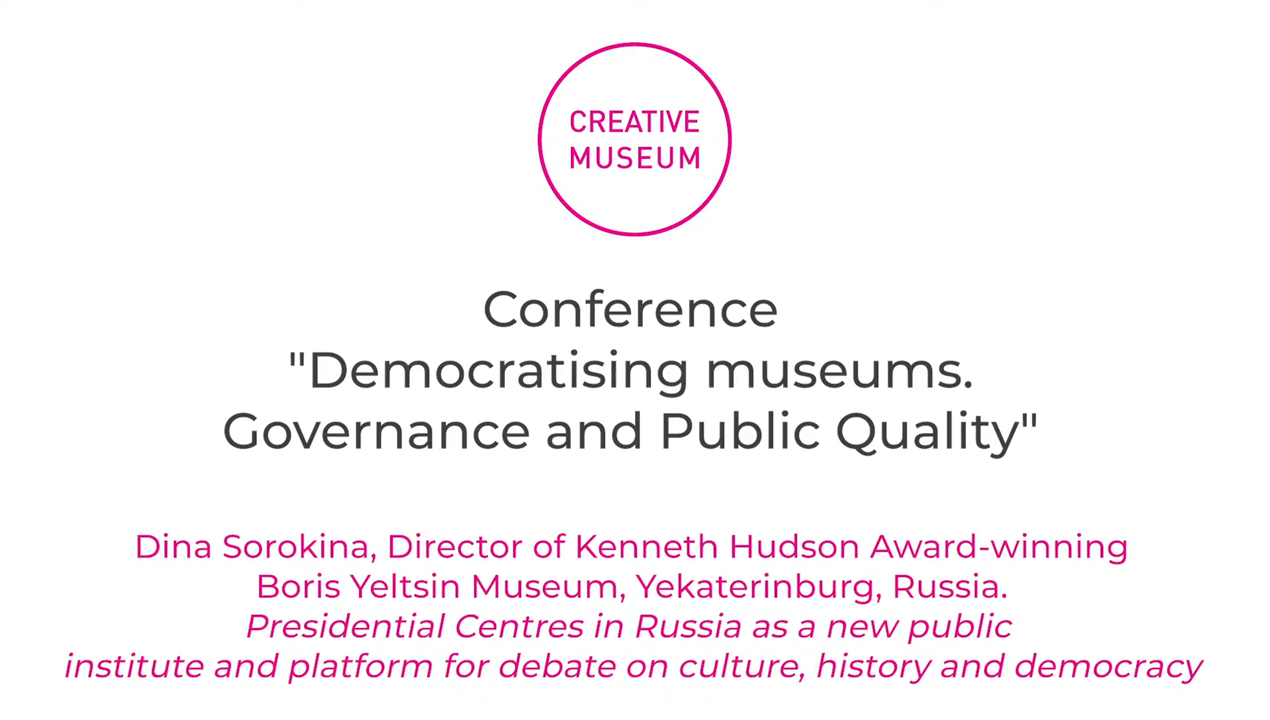 CREATIVE
MUSEUM
Conference
"Democratising museums.
Governance and Public Quality"
Dina Sorokina, Director of Kenneth Hudson Award-winning
Boris Yeltsin Museum, Yekaterinburg, Russia.
Presidential Centres in Russia as a new public
institute and platform for debate on culture, history and democracy